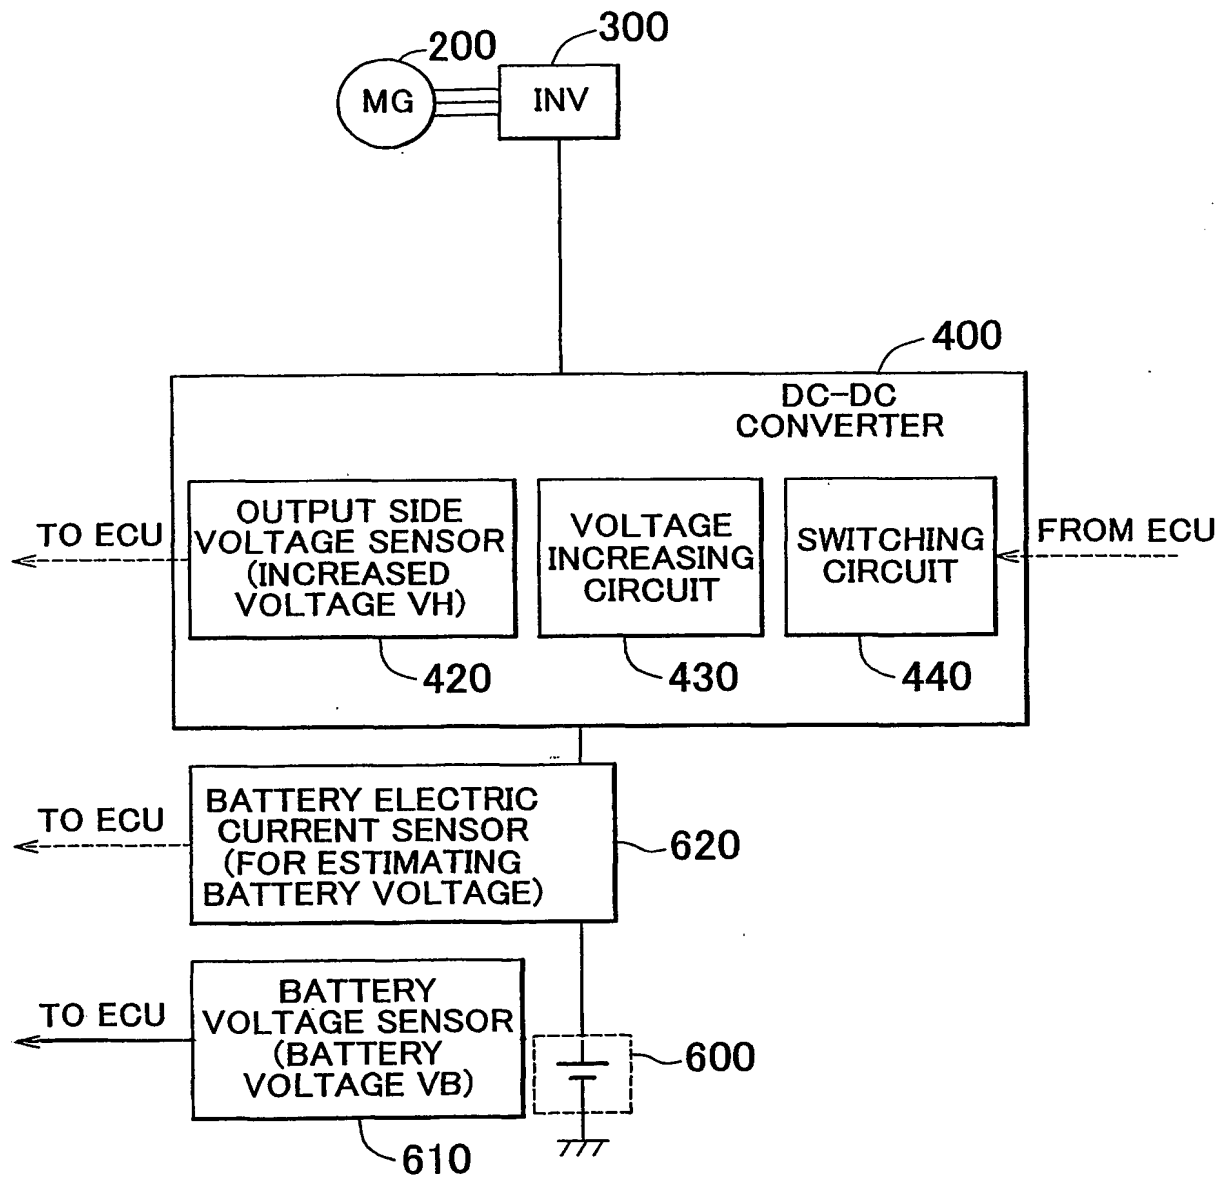 200
300
MG
INV
400
DC-DC
CONVERTER
TO ECU
OUTPUT SIDE
VOLTAGE SENSOR
(INCREASED
VOLTAGE VH)
VOLTAGE
INCREASING
CIRCUIT
SWITCHING
CIRCUIT
FROM ECU
420
430
440
TO ECU
BATTERY ELECTRIC
CURRENT SENSOR
(FOR ESTIMATING
BATTERY VOLTAGE)
620
TO ECU
BATTERY
VOLTAGE SENSOR
(BATTERY
VOLTAGE VB)
600
610